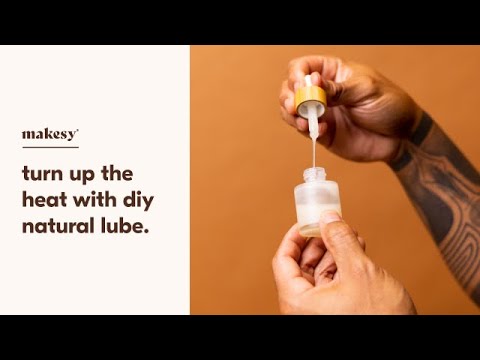 makesy®
turn up the
heat with diy
natural lube.